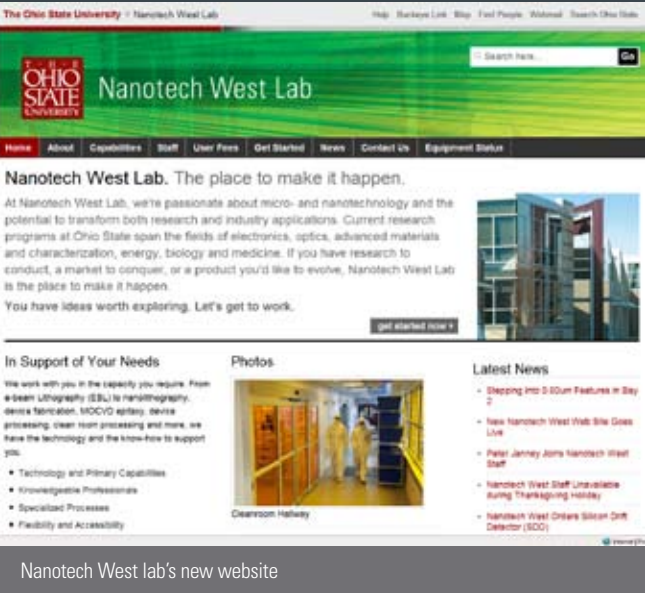 The Ohio State University
Nanotech West Lab
Help Buckeye Link Map Find People Webmail Search Ohio State
Search here...
Go
T · H · E
OHIO
STATE
UNIVERSITY
Nanotech West Lab
Home About Capabilities Staff User Fees Get Started News Contact Us Equipment Status
Nanotech West Lab. The place to make it happen.
At Nanotech West Lab, we're passionate about micro- and nanotechnology and the
potential to transform both research and industry applications. Current research
programs at Ohio State span the fields of electronics, optics, advanced materials
and characterization, energy, biology and medicine. If you have research to
conduct, a market to conquer, or a product you'd like to evolve, Nanotech West Lab
is the place to make it happen.
You have ideas worth exploring. Let's get to work.
get started now
In Support of Your Needs
We work with you in the capacity you require. From
e-beam Lithography (EBL) to nanolithography,
device fabrication, MOCVD epitaxy, device
processing, clean room processing and more, we
have the technology and the know-how to support
you.
Technology and Primary Capabilities
Knowledgeable Professionals
Specialized Processes
Flexibility and Accessibility
Photos
Cleanroom Hallway
Latest News
Stepping into Features in Bay
2
New Nanotech West Web Site Goes
Live
Peter Janney Joins Nanotech West
Staff
Nanotech West Staff Unavailable
during Thanksgiving Holiday
Nanotech West Orders Silicon Drift
Detector (SDD)
Nanotech West lab's new website